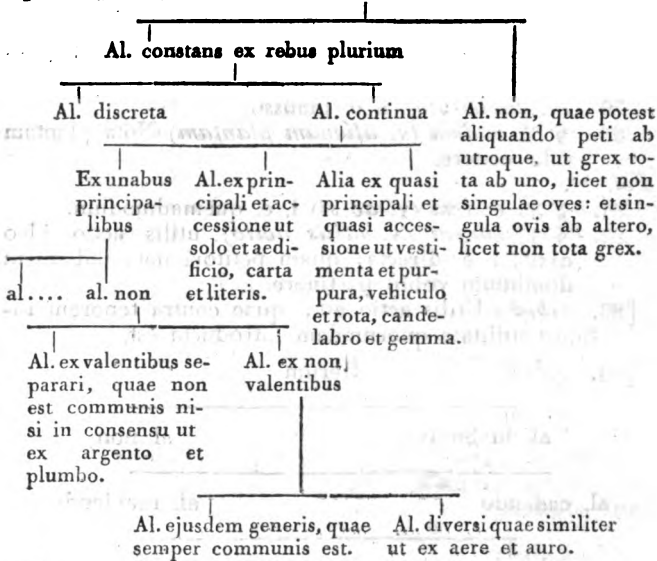 Al. constans ex rebus plurium
Al. discreta
Al. continua
Al. non, quae potest
aliquando peti ab
utroque, ut grex to-
ta ab uno, licet non
singulae oves: et sin-
gula ovis ab altero,
licet non tota grex.
Ex unabus
principa-
libus
Al. ex prin-
cipali et ac-
cessione ut
solo et aedi-
ficio, carta
et literis.
Alia ex quasi
principali et
quasi acces-
sione ut vesti-
menta et pur-
pura, vehiculo
et rota, cande-
labro et gemma.
al....
al. non
Al. ex valentibus se-
parari, quae non
est communis ni-
si in consensu ut
ex argento et
plumbo.
Al. ex non
valentibus
Al. ejusdem generis, quae
semper communis est.
Al. diversi quae similiter
ut ex aere et auro.